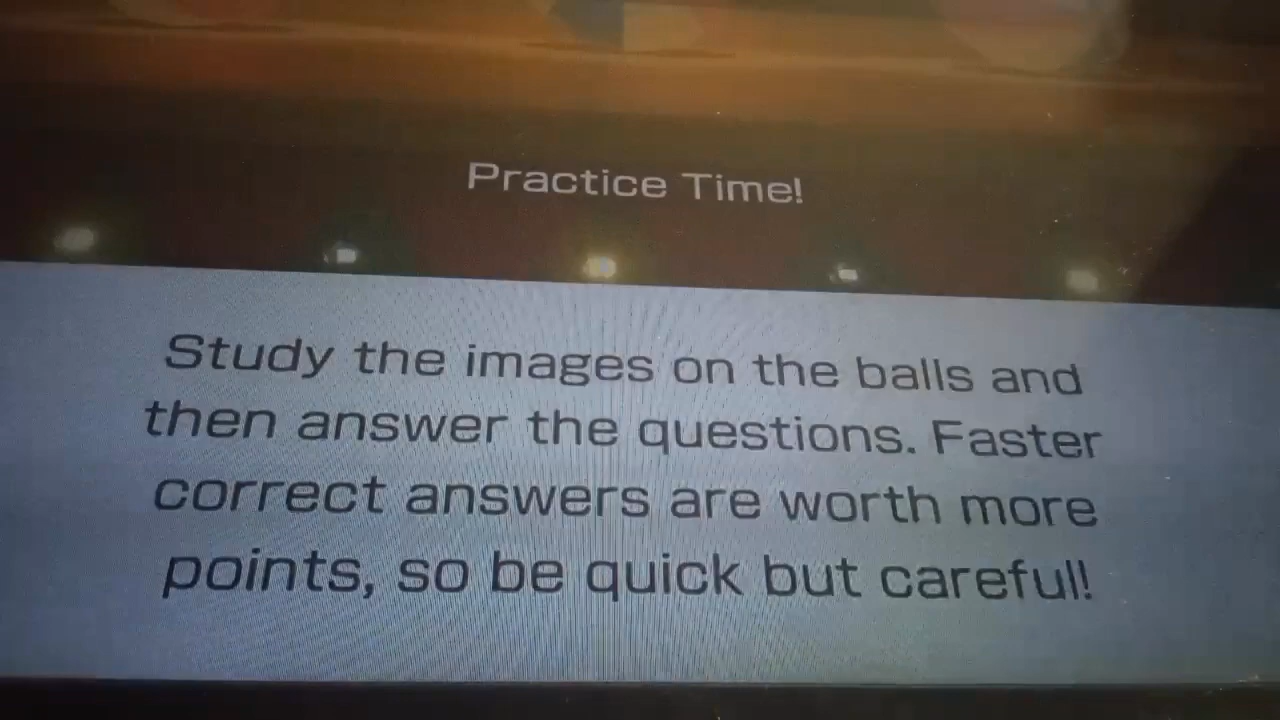 Practice Time!
Study the images on the balls and
then answer the questions. Faster
correct answers are worth more
points, so be quick but careful!